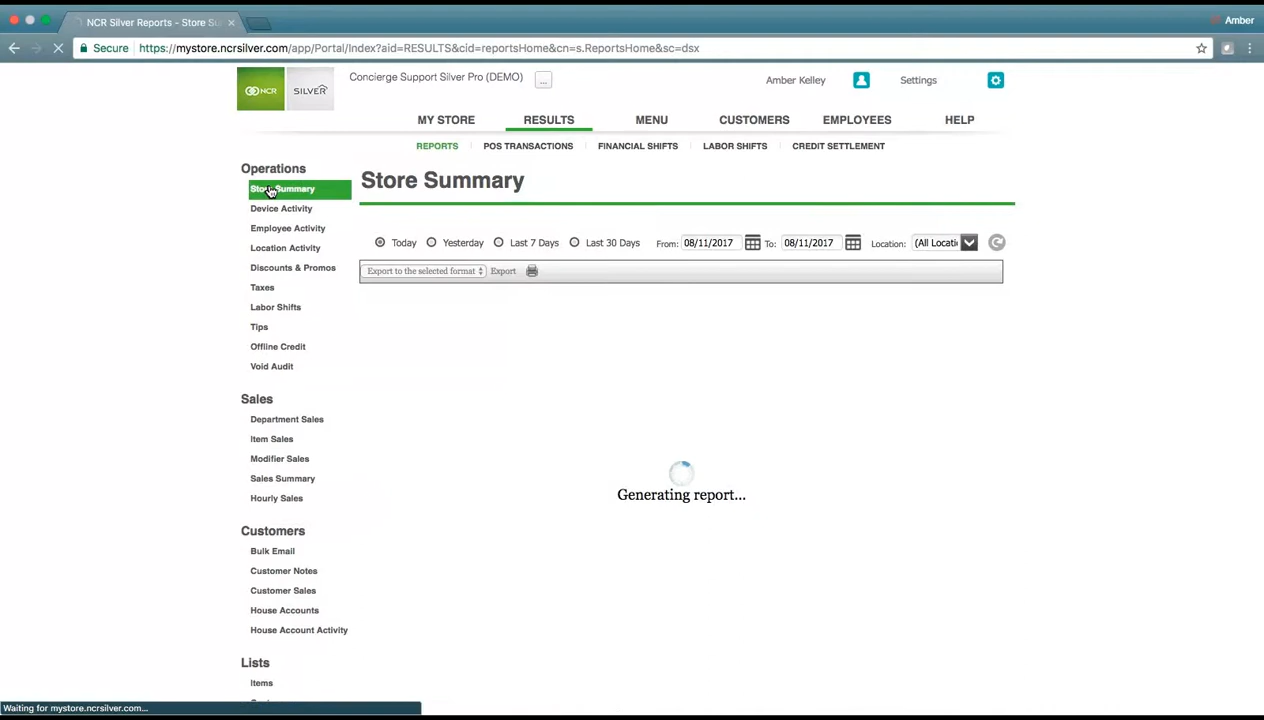 NCR Silver Reports - Store Su
Amber
Secure https://mystore.ncrsilver.com/app/Portal/Index?aid=RESULTS&cid=reportsHome&cn=s.ReportsHome&sc=dsx
NCR SILVER
Concierge Support Silver Pro (DEMO) ...
Amber Kelley Settings
MY STORE RESULTS MENU CUSTOMERS EMPLOYEES HELP
REPORTS POS TRANSACTIONS FINANCIAL SHIFTS LABOR SHIFTS CREDIT SETTLEMENT
Operations
Store Summary
Device Activity
Employee Activity
Location Activity
Discounts & Promos
Taxes
Labor Shifts
Tips
Offline Credit
Void Audit
Sales
Department Sales
Item Sales
Modifier Sales
Sales Summary
Hourly Sales
Customers
Bulk Email
Customer Notes
Customer Sales
House Accounts
House Account Activity
Lists
Items
Store Summary
Today Yesterday Last 7 Days Last 30 Days From: 08/11/2017 To: 08/11/2017 Location: (All Locati
Export to the selected format Export
Generating report...
Waiting for mystore.ncrsilver.com...